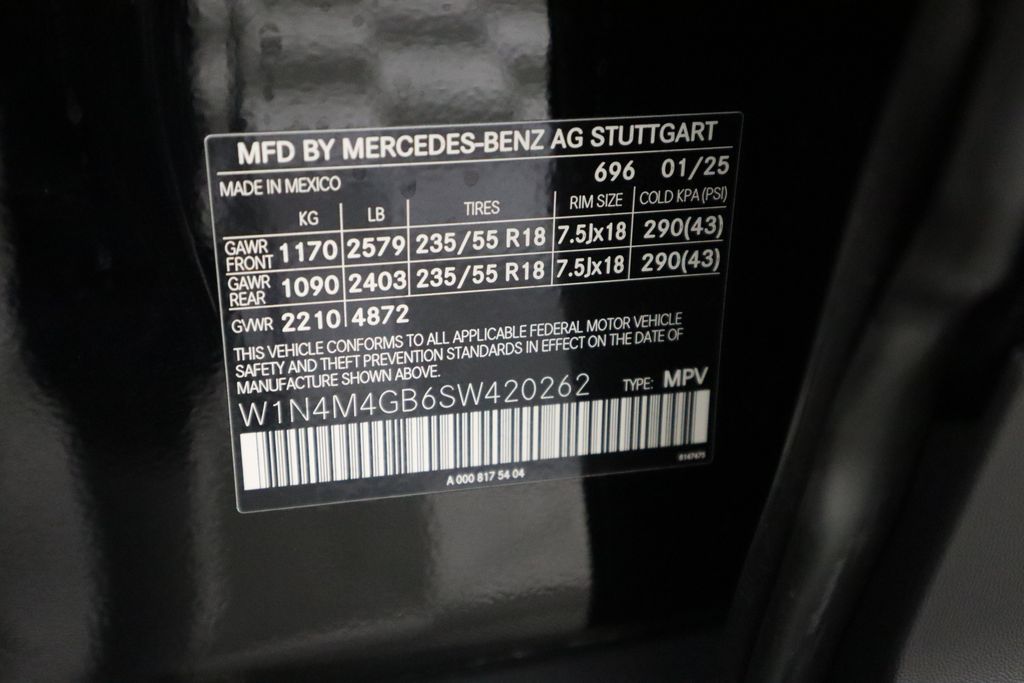 MFD BY MERCEDES-BENZ AG STUTTGART
696 01/25
MADE IN MEXICO
KG LB TIRES RIM SIZE COLD KPA (PSI)
GAWR FRONT 1170 2579 235/55 R18 7.5Jx18 290(43)
GAWR REAR 1090 2403 235/55 R18 7.5Jx18 290(43)
GVWR 2210 4872
THIS VEHICLE CONFORMS TO ALL APPLICABLE FEDERAL MOTOR VEHICLE
SAFETY AND THEFT PREVENTION STANDARDS IN EFFECT ON THE DATE OF
MANUFACTURE SHOWN ABOVE.
W1N4M4GB6SW420262 TYPE: MPV
A 000 817 54 04